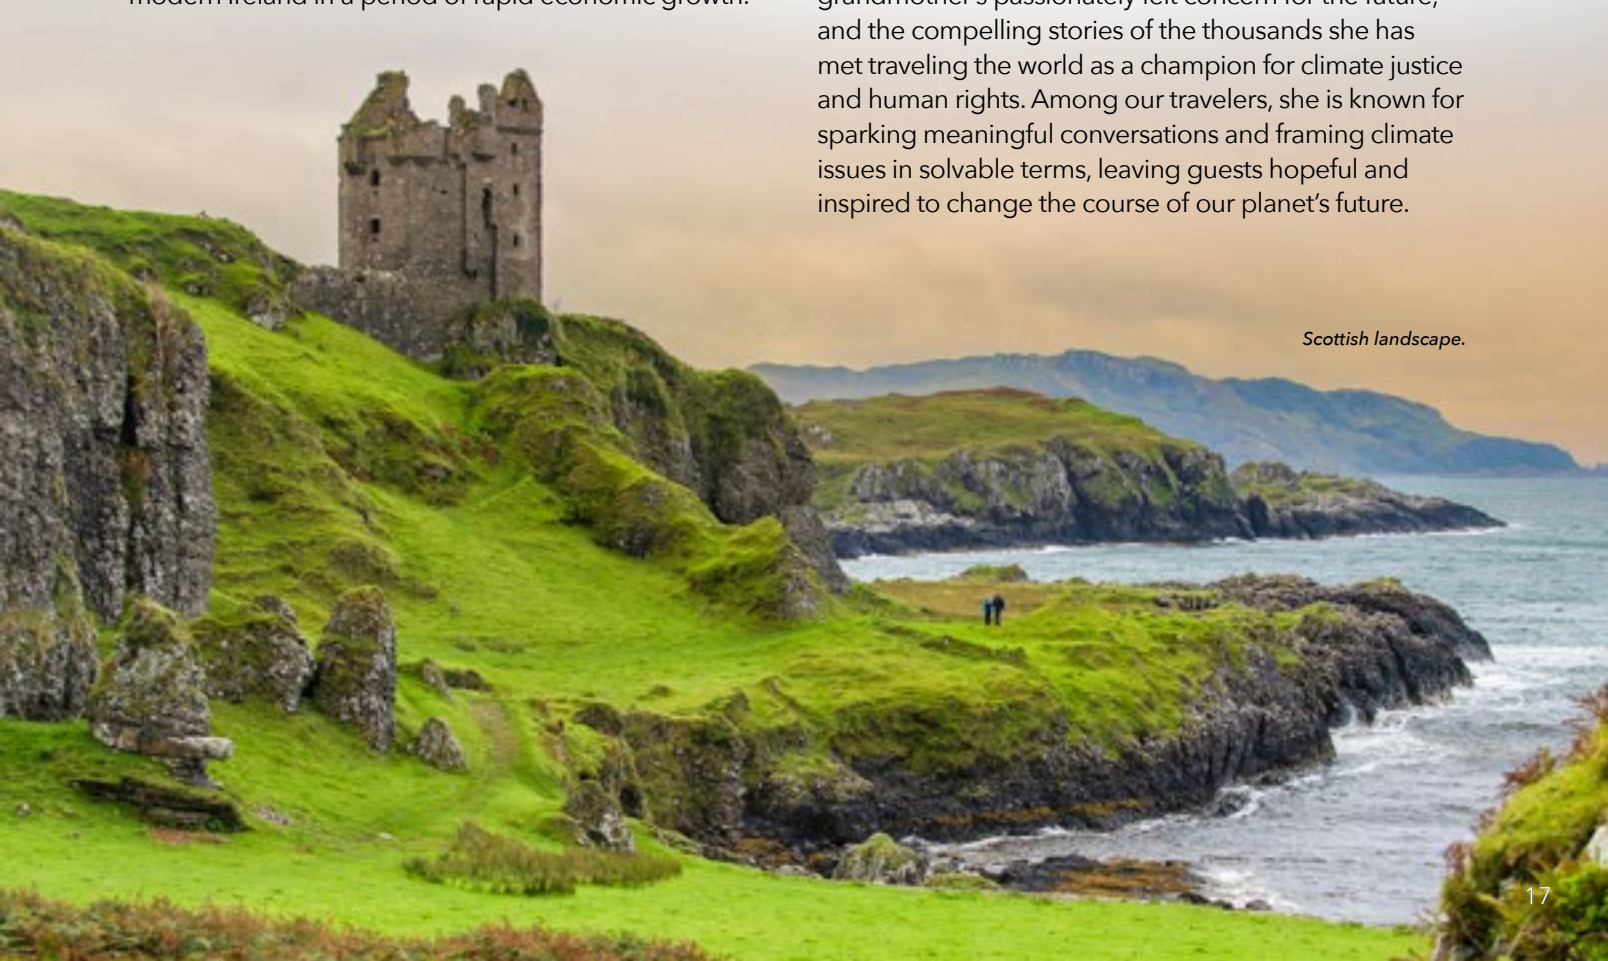 modern Ireland in a period of rapid economic growth.
grandmother’s passionately felt concern for the future,
and the compelling stories of the thousands she has
met traveling the world as a champion for climate justice
and human rights. Among our travelers, she is known for
sparking meaningful conversations and framing climate
issues in solvable terms, leaving guests hopeful and
inspired to change the course of our planet’s future.
Scottish landscape.
17